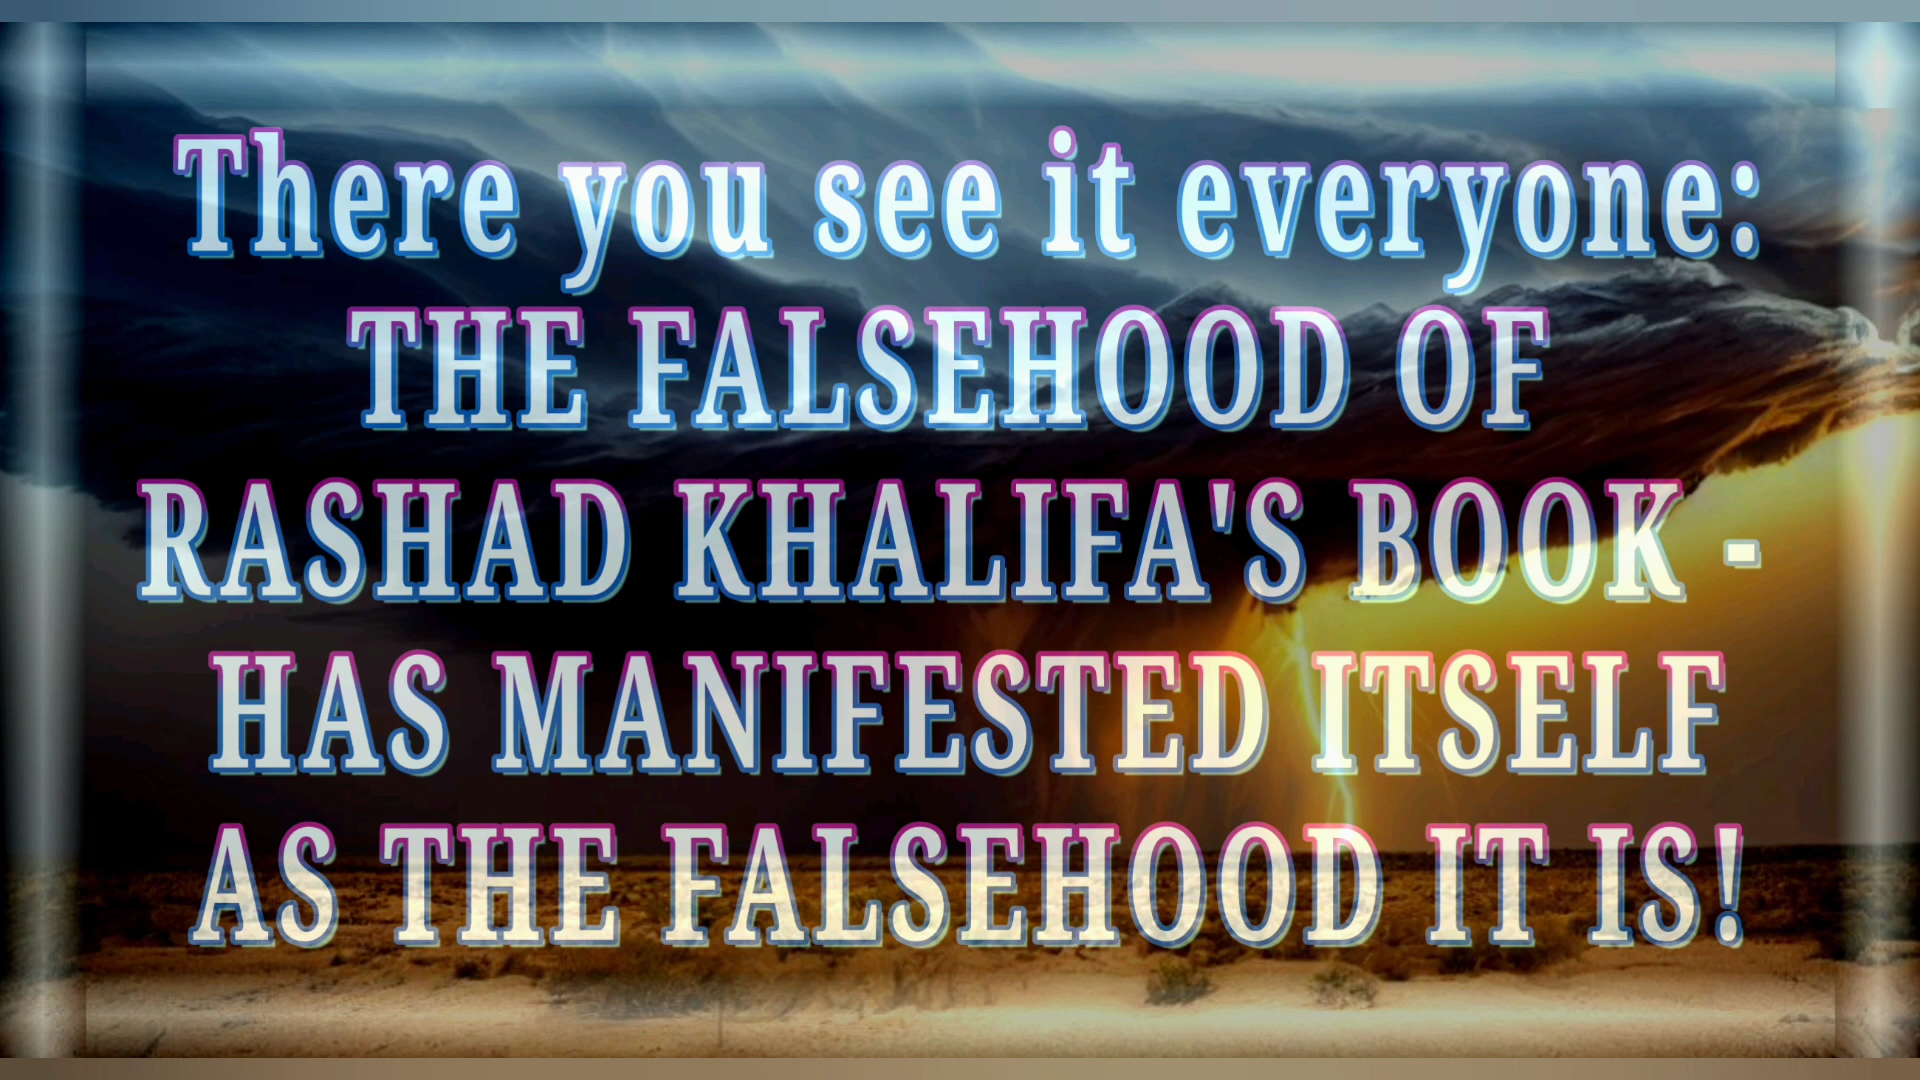 There you see it everyone:
THE FALSEHOOD OF
RASHAD KHALIFA'S BOOK -
HAS MANIFESTED ITSELF
AS THE FALSEHOOD IT IS!